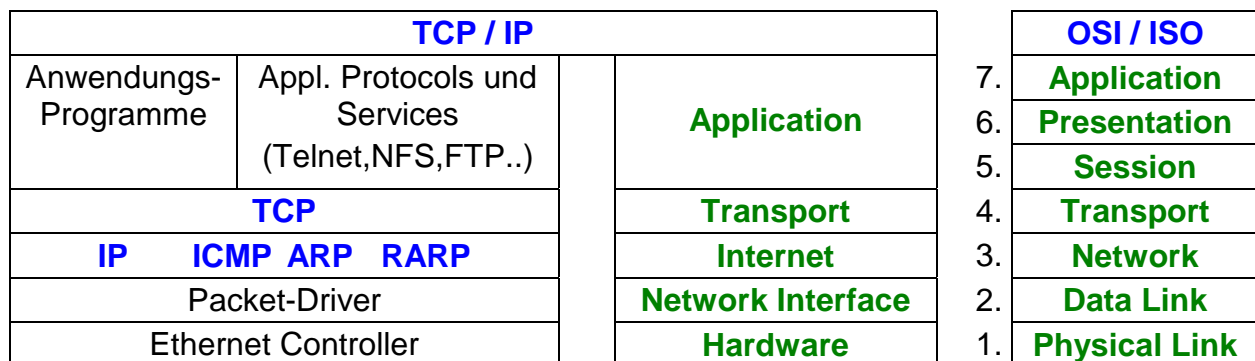 TCP / IP OSI / ISO
Anwendungs- Appl. Protocols und 7. Application
Programme Services Application 6. Presentation
(Telnet,NFS,FTP..) 5. Session
TCP Transport 4. Transport
IP ICMP ARP RARP Internet 3. Network
Packet-Driver Network Interface 2. Data Link
Ethernet Controller Hardware 1. Physical Link